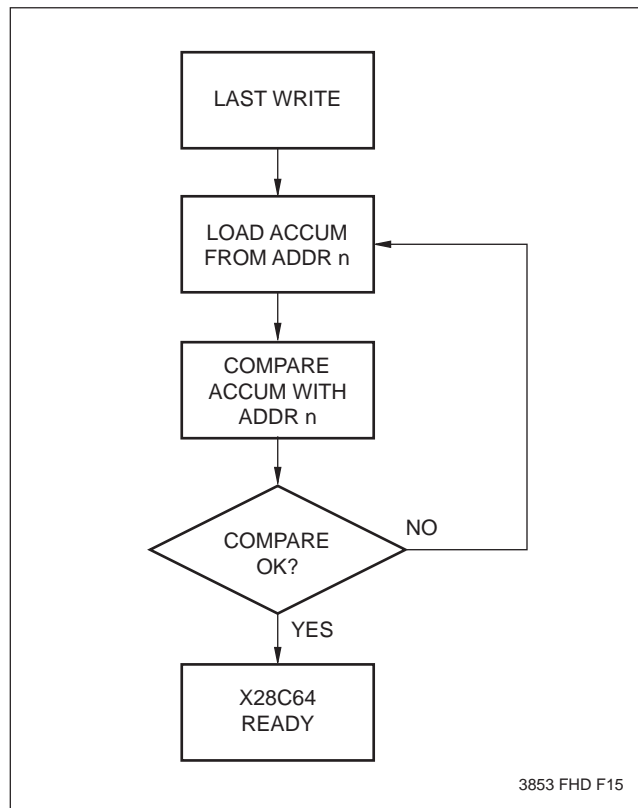 LAST WRITE
LOAD ACCUM
FROM ADDR n
COMPARE
ACCUM WITH
ADDR n
COMPARE
OK?
NO
YES
X28C64
READY
3853 FHD F15